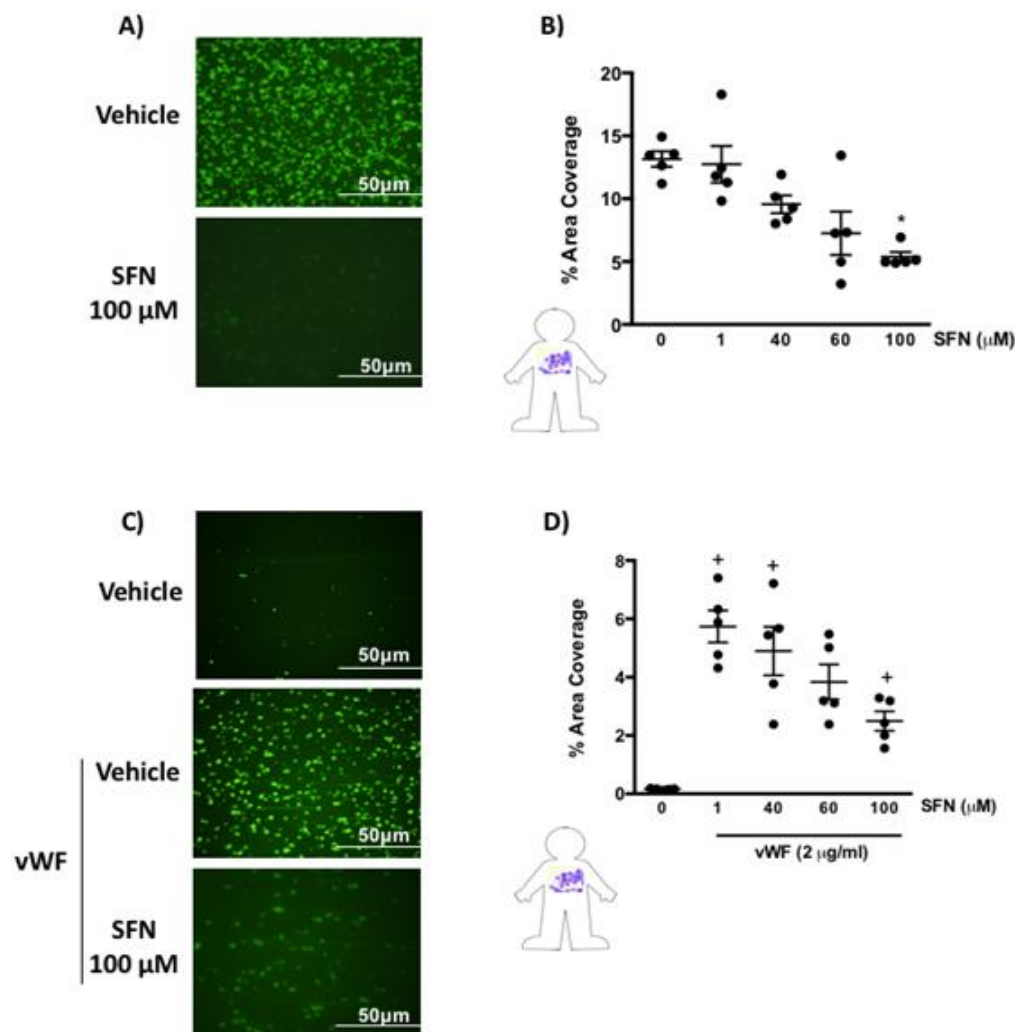 A)
Vehicle
50µm
SFN
100 µM
50µm
B)
% Area Coverage
20
15
10
5
0
*
0 1 40 60 100 SFN (µM)
C)
Vehicle
50µm
vWF
Vehicle
50µm
SFN
100 µM
50µm
D)
% Area Coverage
8
6
4
2
0
+ + +
0 1 40 60 100 SFN (µM)
vWF (2 µg/ml)